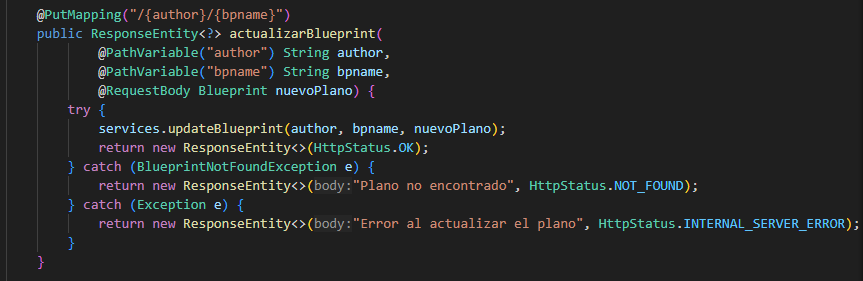 @PutMapping("/{author}/{bpname}")
public ResponseEntity<?> actualizarBlueprint(
@PathVariable("author") String author,
@PathVariable("bpname") String bpname,
@RequestBody Blueprint nuevoPlano) {
try {
services.updateBlueprint(author, bpname, nuevoPlano);
return new ResponseEntity<>(HttpStatus.OK);
} catch (BlueprintNotFoundException e) {
return new ResponseEntity<>(body:"Plano no encontrado", HttpStatus.NOT_FOUND);
} catch (Exception e) {
return new ResponseEntity<>(body:"Error al actualizar el plano", HttpStatus.INTERNAL_SERVER_ERROR);
}
}